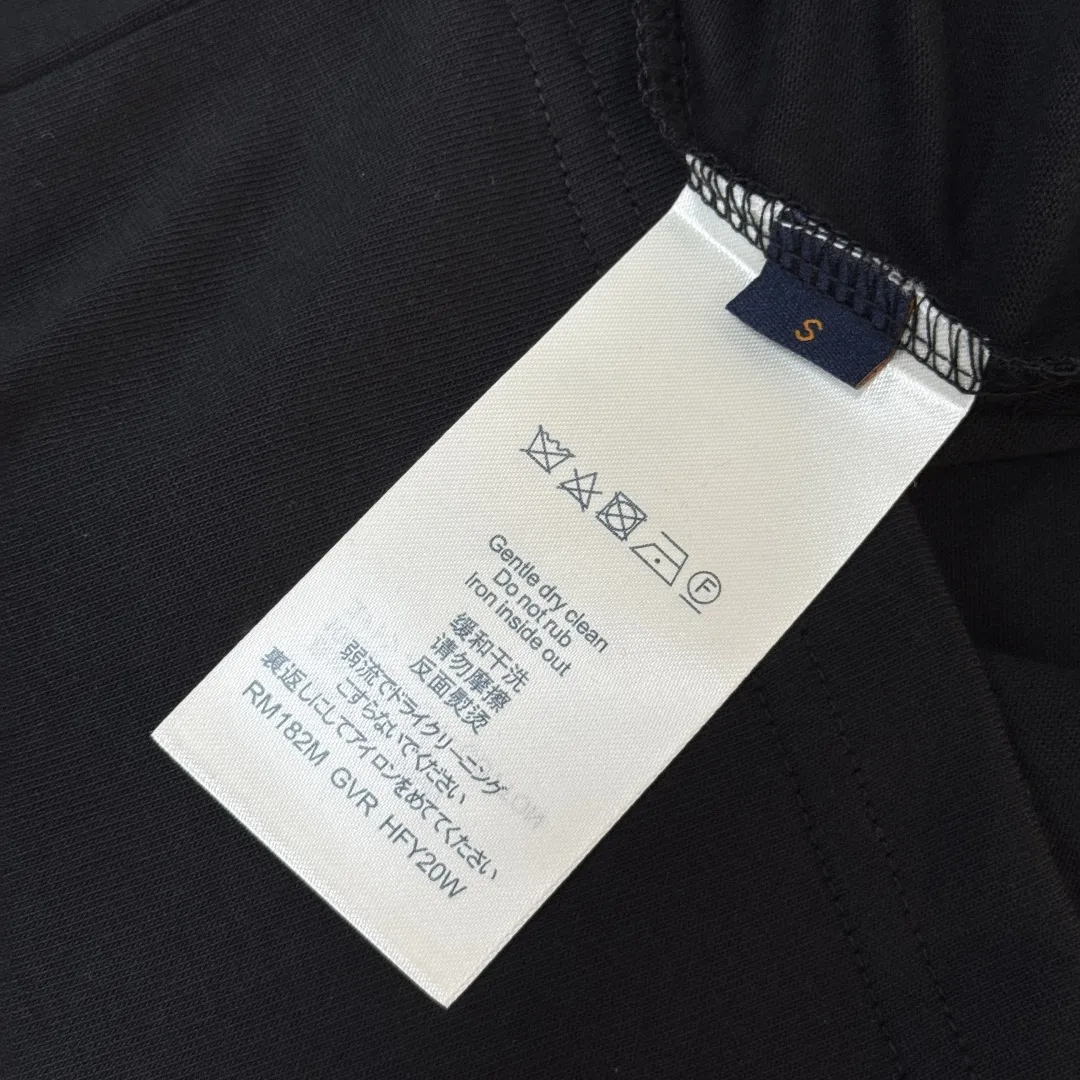 S
F
Gentle dry clean
Do not rub
Iron inside out
缓和干洗
请勿摩擦
反面熨烫
弱流でドライクリーニング
こすらないでください
裏返しにしてアイロンをめててください
RM182M GVR HFY20W